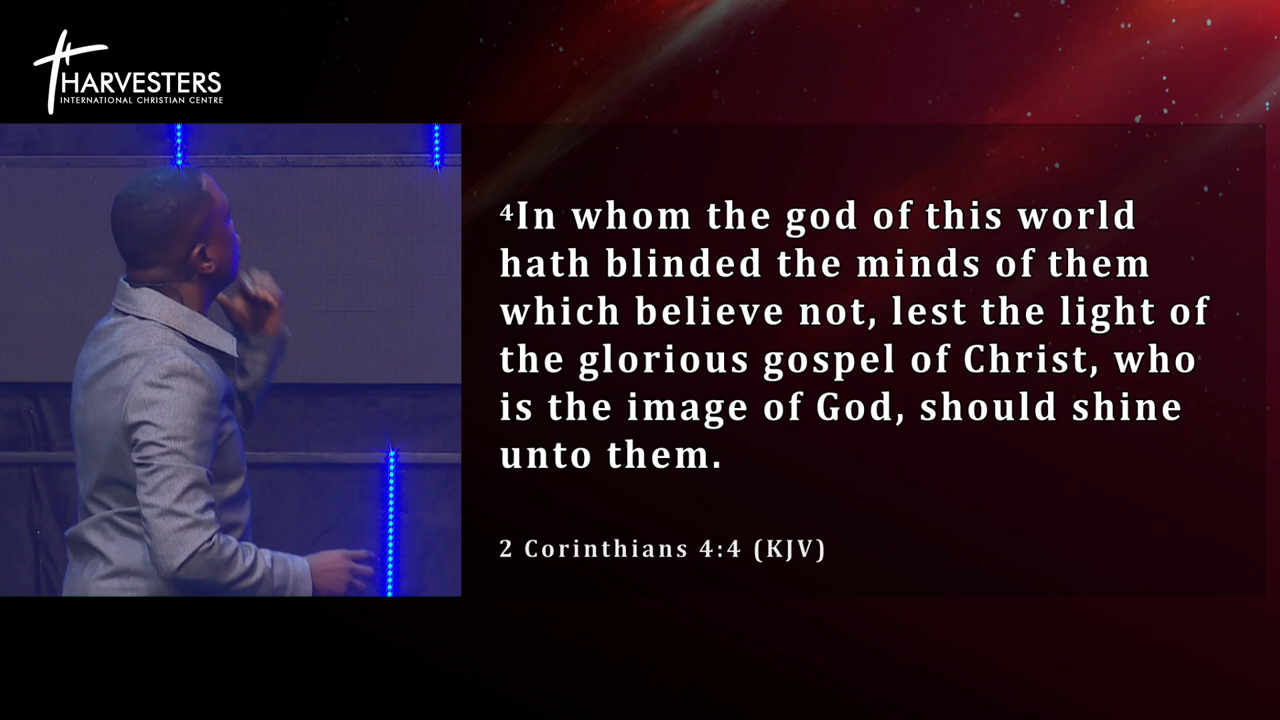 HARVESTERS
INTERNATIONAL CHRISTIAN CENTRE
⁴In whom the god of this world
hath blinded the minds of them
which believe not, lest the light of
the glorious gospel of Christ, who
is the image of God, should shine
unto them.
2 Corinthians 4:4 (KJV)